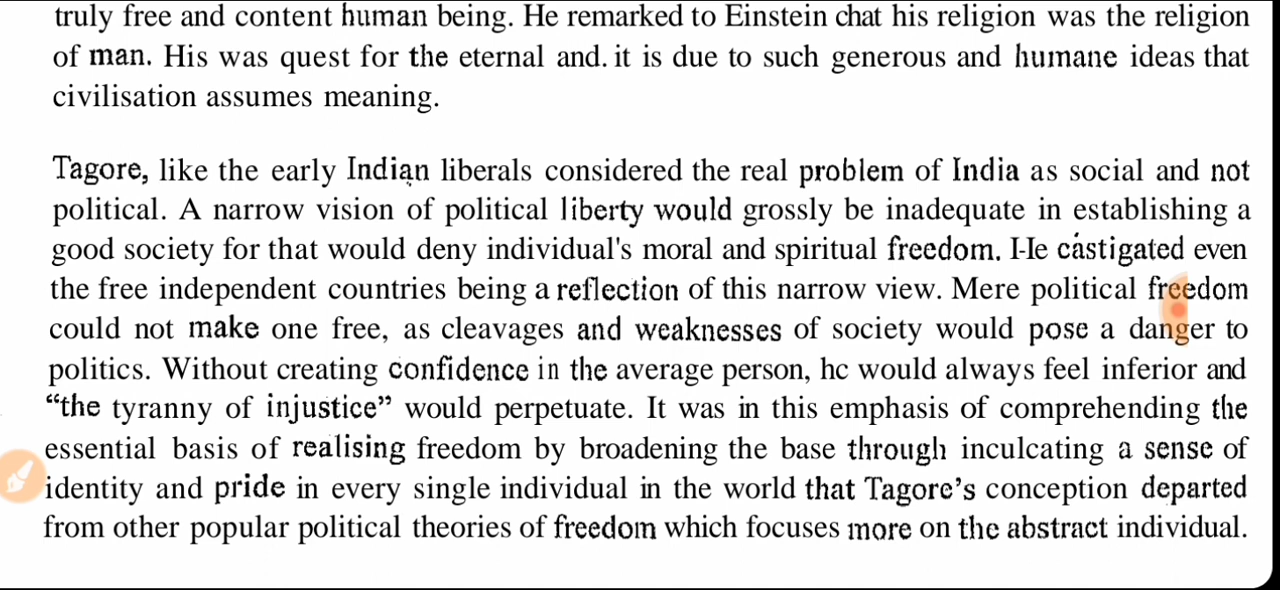 truly free and content human being. He remarked to Einstein chat his religion was the religion
of man. His was quest for the eternal and. it is due to such generous and humane ideas that
civilisation assumes meaning.
Tagore, like the early Indian liberals considered the real problem of India as social and not
political. A narrow vision of political liberty would grossly be inadequate in establishing a
good society for that would deny individual's moral and spiritual freedom. I-Ie cástigated even
the free independent countries being a reflection of this narrow view. Mere political freedom
could not make one free, as cleavages and weaknesses of society would pose a danger to
politics. Without creating confidence in the average person, hc would always feel inferior and
“the tyranny of injustice” would perpetuate. It was in this emphasis of comprehending the
essential basis of realising freedom by broadening the base through inculcating a sense of
identity and pride in every single individual in the world that Tagore's conception departed
from other popular political theories of freedom which focuses more on the abstract individual.